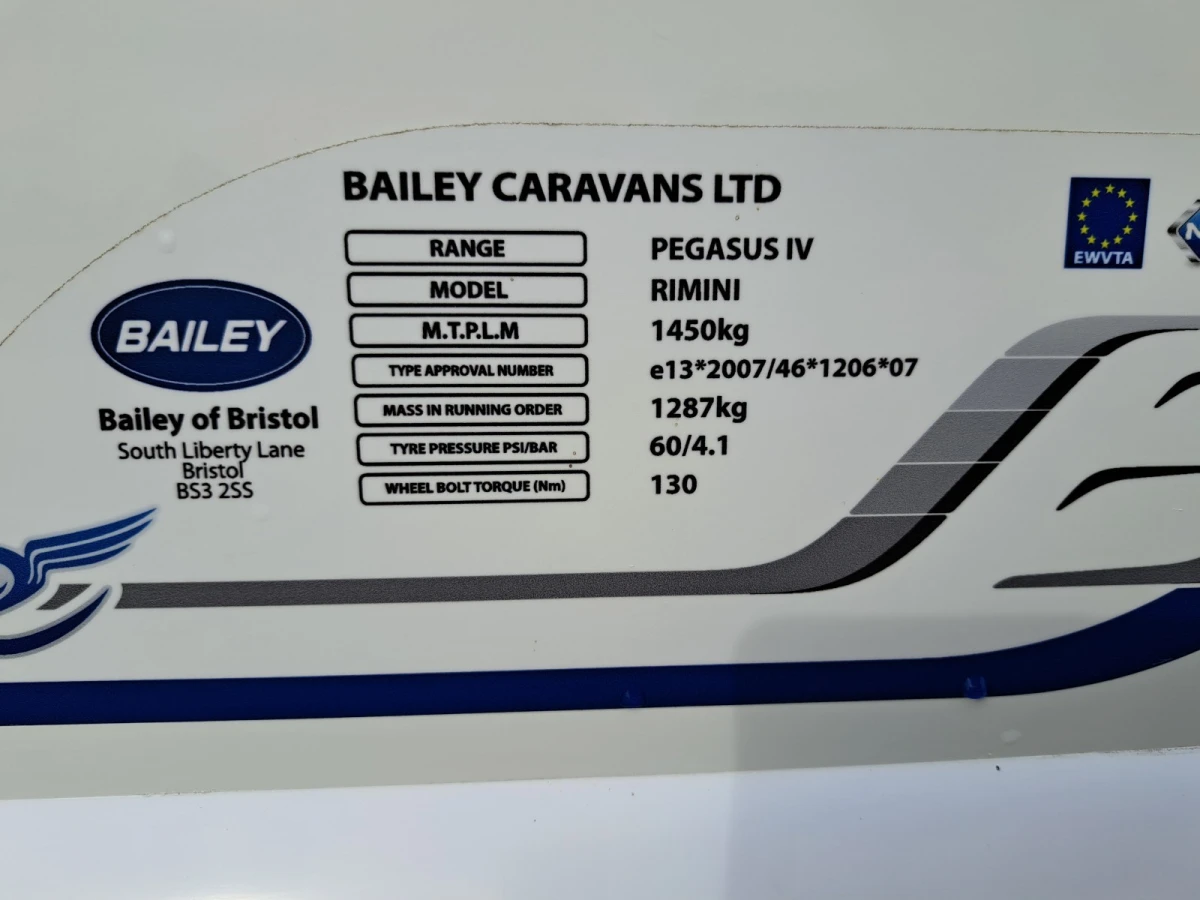 BAILEY CARAVANS LTD
RANGE PEGASUS IV
MODEL RIMINI
M.T.P.L.M 1450kg
TYPE APPROVAL NUMBER e13*2007/46*1206*07
MASS IN RUNNING ORDER 1287kg
TYRE PRESSURE PSI/BAR 60/4.1
WHEEL BOLT TORQUE (Nm) 130
BAILEY
Bailey of Bristol
South Liberty Lane
Bristol
BS3 2SS
EWVTA